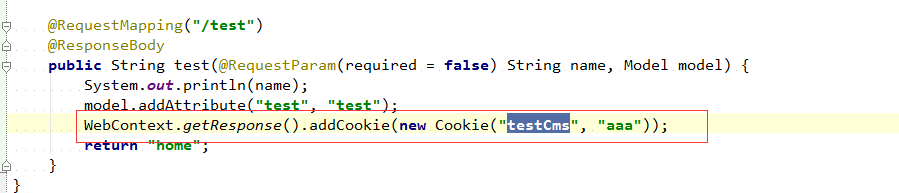 @RequestMapping("/test")
@ResponseBody
public String test(@RequestParam(required = false) String name, Model model) {
System.out.println(name);
model.addAttribute("test", "test");
WebContext.getResponse().addCookie(new Cookie("testCms", "aaa"));
return "home";
}
}